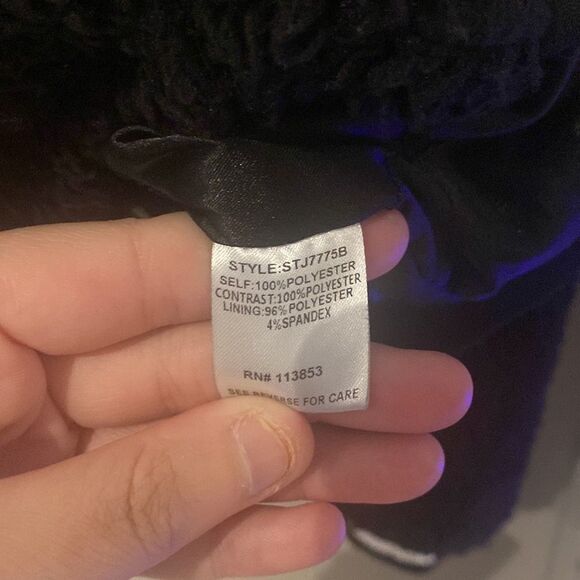 STYLE:STJ7775B
SELF:100%POLYESTER
CONTRAST:100%POLYESTER
LINING:96%POLYESTER
4%SPANDEX
RN# 113853
SEE REVERSE FOR CARE